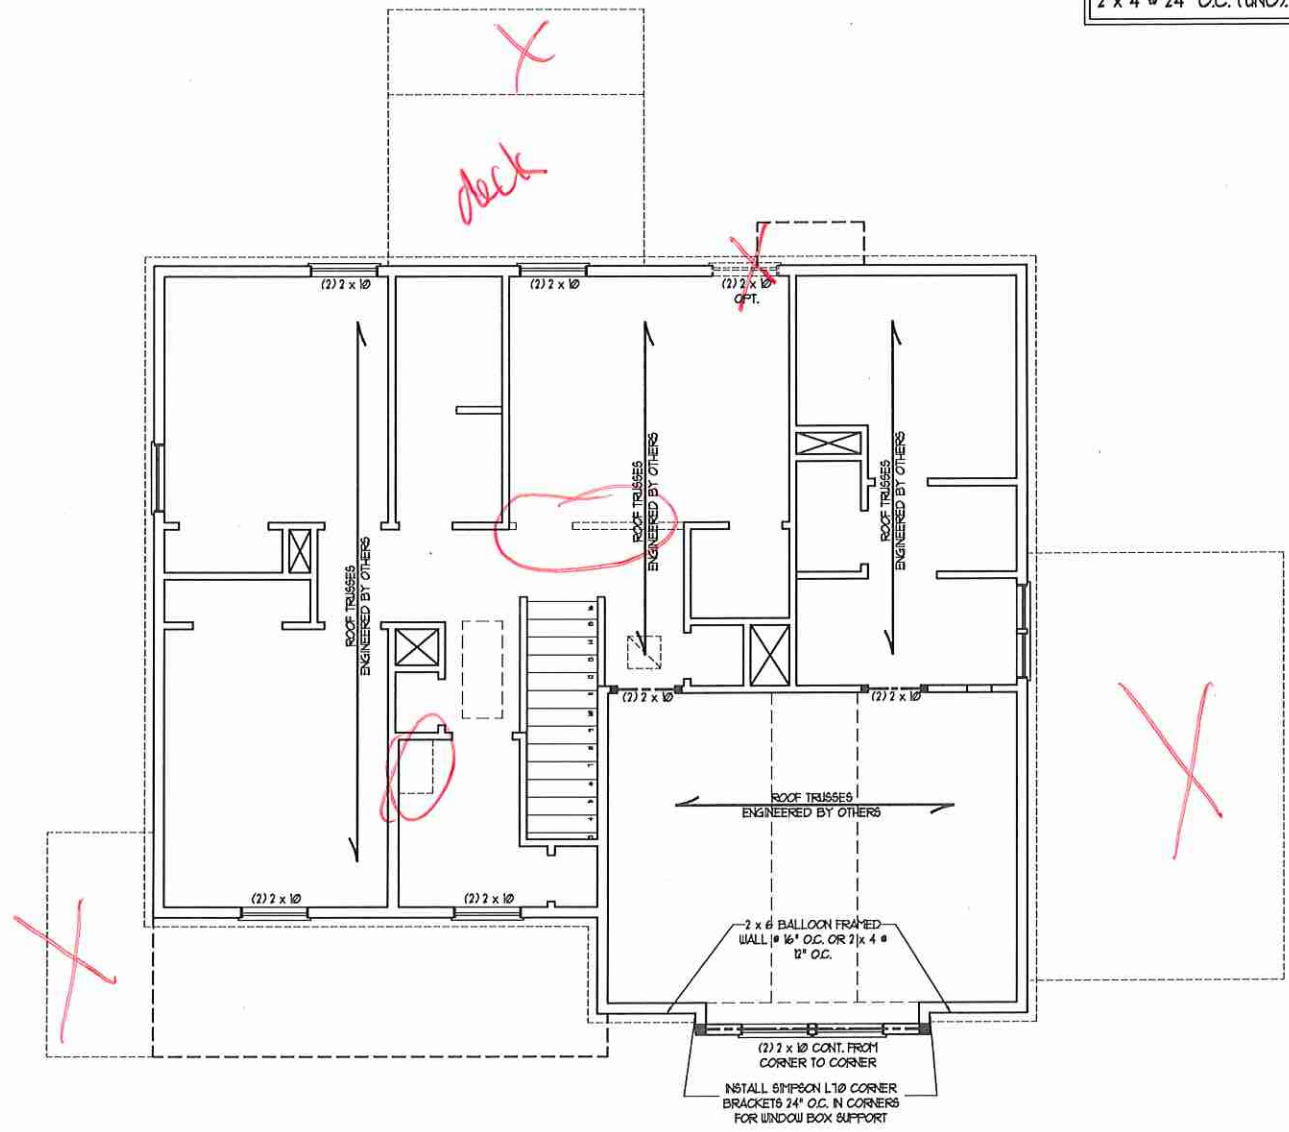 2 x 4 @ 24" O.C. (UNO).
deck
(2) 2 x 10
(2) 2 x 10
(2) 2 x 10
OPT.
ROOF TRUSSES
ENGINEERED BY OTHERS
ROOF TRUSSES
ENGINEERED BY OTHERS
ROOF TRUSSES
ENGINEERED BY OTHERS
(2) 2 x 10
(2) 2 x 10
ROOF TRUSSES
ENGINEERED BY OTHERS
(2) 2 x 10
(2) 2 x 10
2 x 6 BALLOON FRAMED
WALL @ 16" O.C. OR 2 x 4 @
12" O.C.
(2) 2 x 10 CONT. FROM
CORNER TO CORNER
INSTALL SIMPSON L70 CORNER
BRACKETS 24" O.C. IN CORNERS
FOR WINDOW BOX SUPPORT